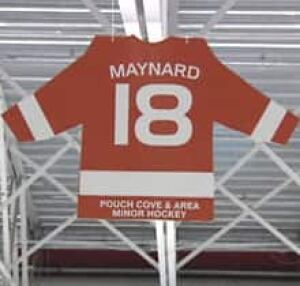 MAYNARD
18
POUCH COVE & AREA
MINOR HOCKEY